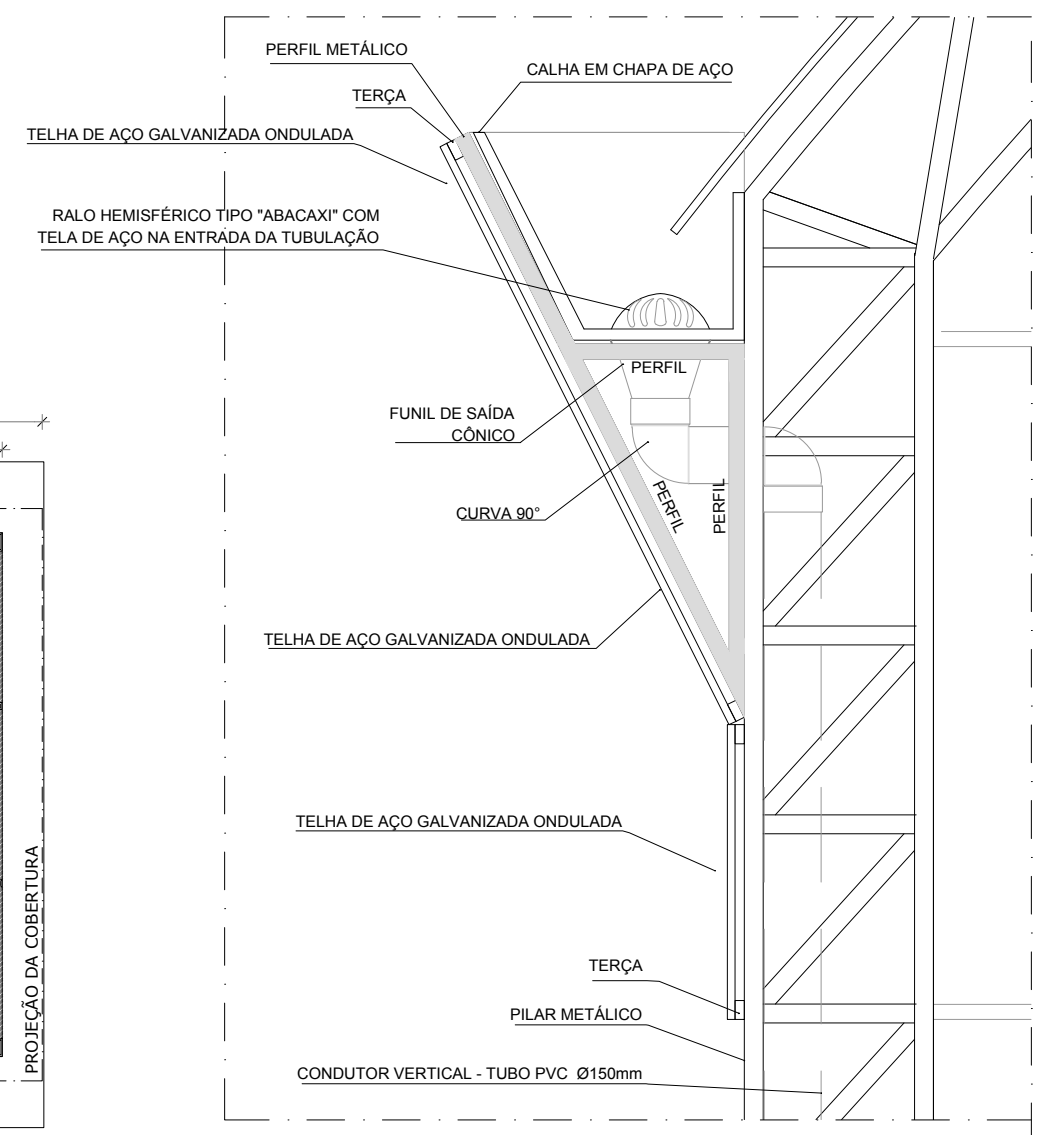 PERFIL METÁLICO
CALHA EM CHAPA DE AÇO
TERÇA
TELHA DE AÇO GALVANIZADA ONDULADA
RALO HEMISFÉRICO TIPO "ABACAXI" COM
TELA DE AÇO NA ENTRADA DA TUBULAÇÃO
PERFIL
FUNIL DE SAÍDA
CÔNICO
PERFIL
PERFIL
CURVA 90°
TELHA DE AÇO GALVANIZADA ONDULADA
TELHA DE AÇO GALVANIZADA ONDULADA
PROJEÇÃO DA COBERTURA
TERÇA
PILAR METÁLICO
CONDUTOR VERTICAL - TUBO PVC Ø150mm